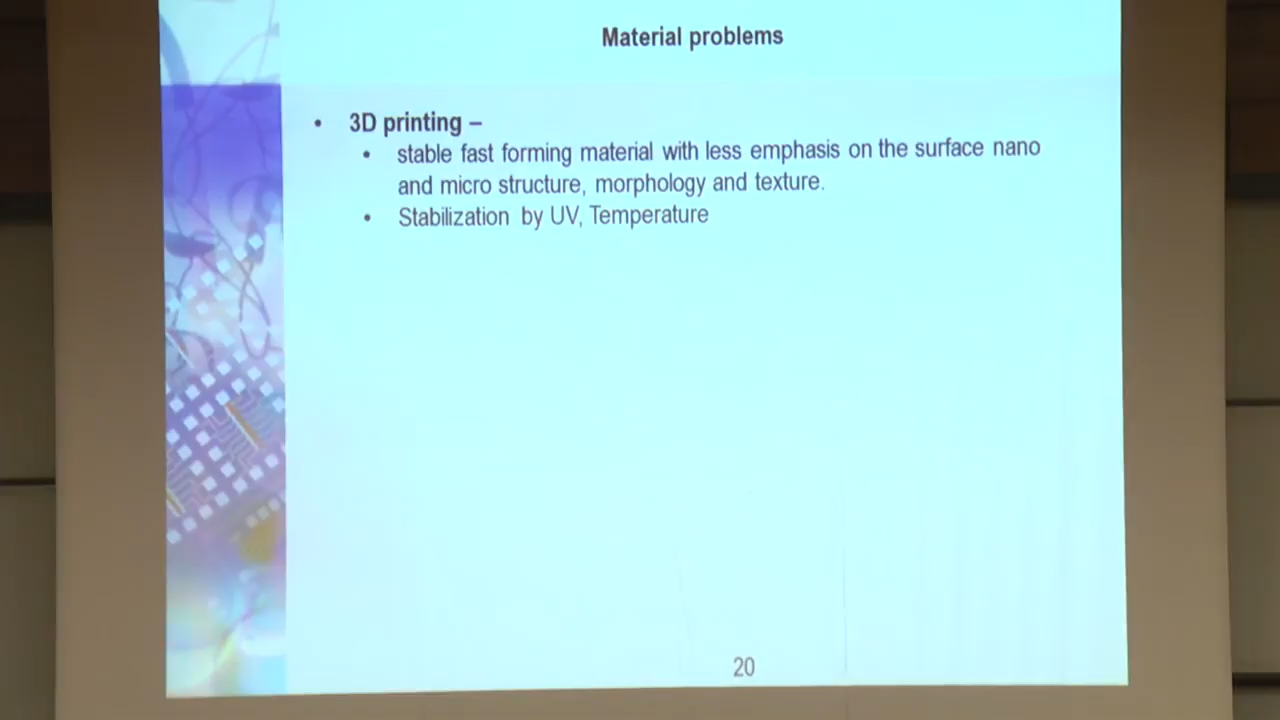 Material problems
• 3D printing –
• stable fast forming material with less emphasis on the surface nano
and micro structure, morphology and texture.
• Stabilization by UV, Temperature
20